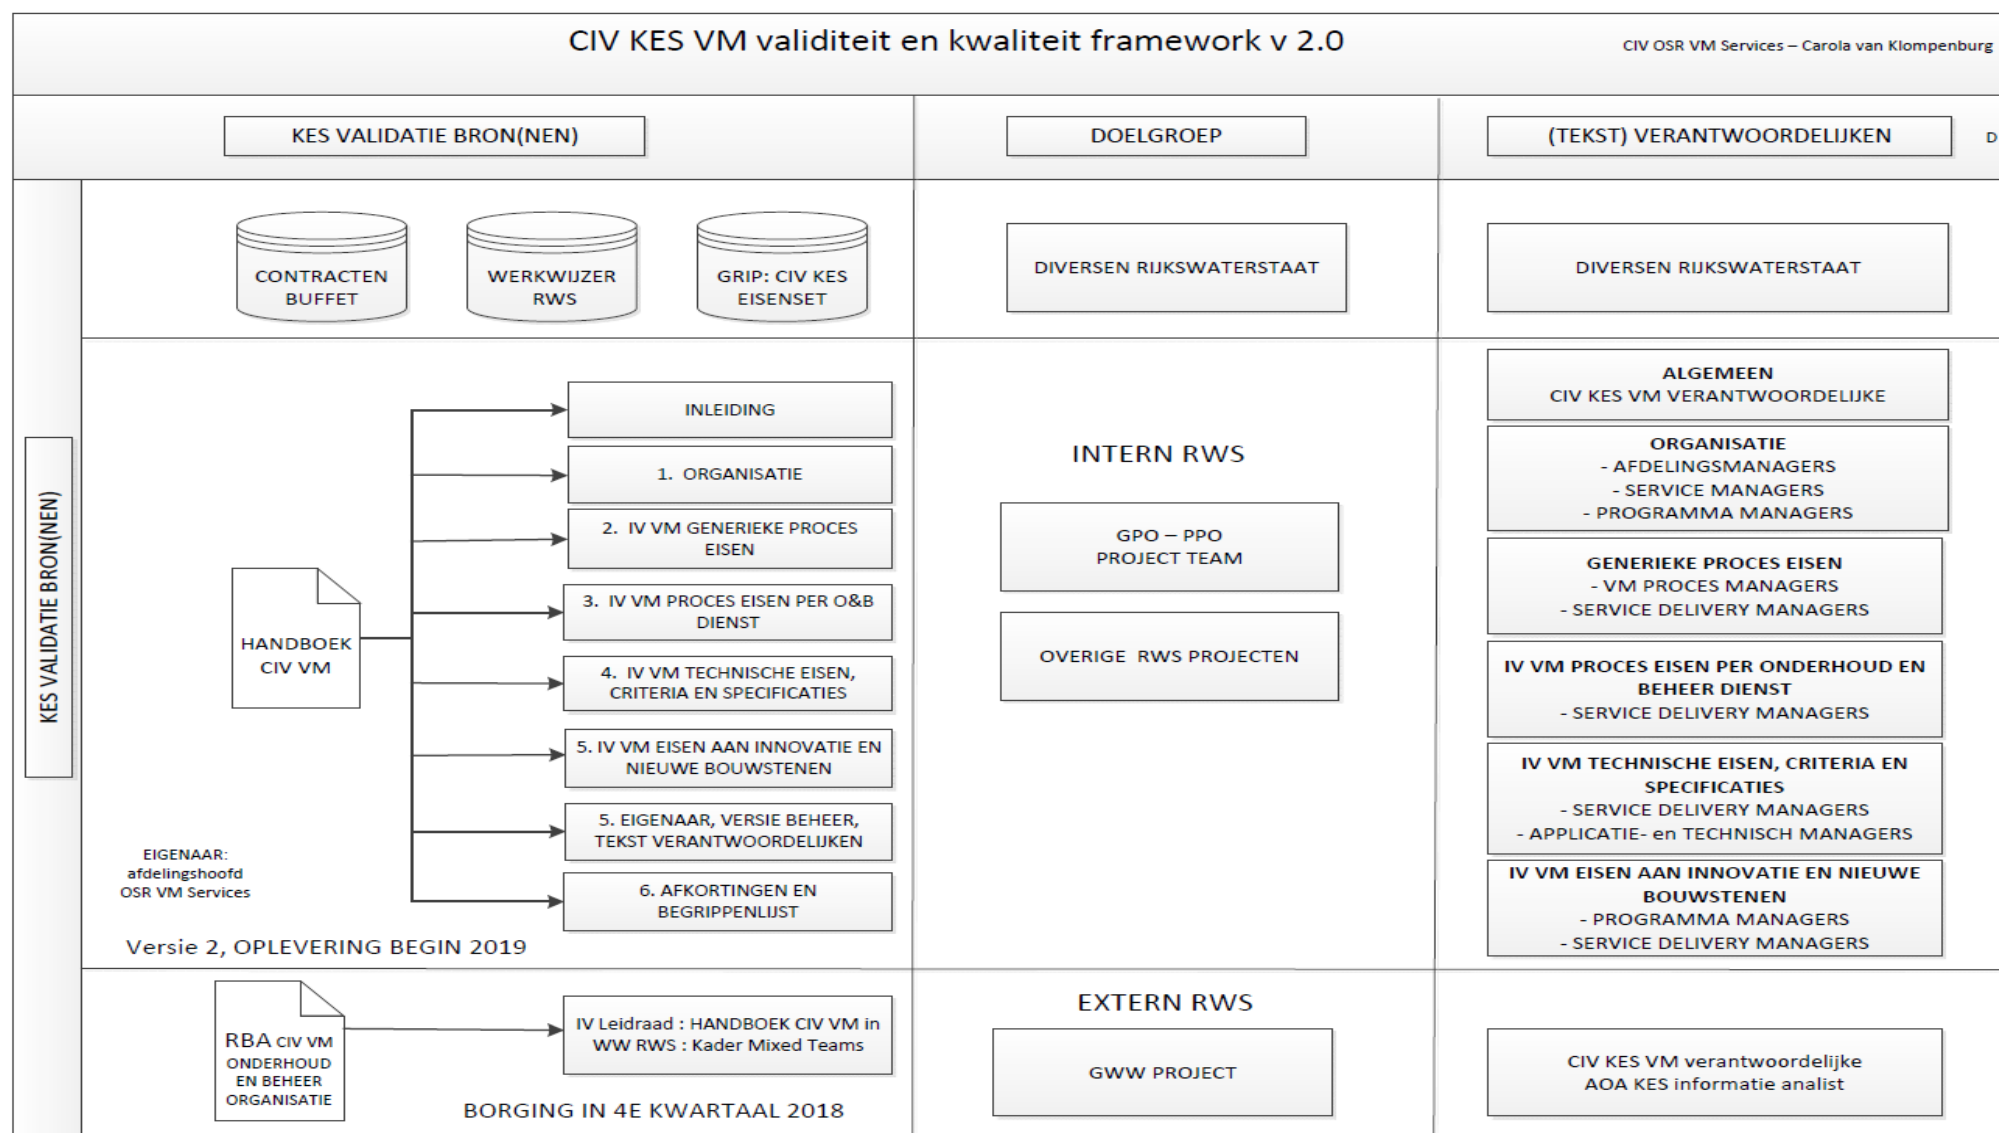 CIV KES VM validiteit en kwaliteit framework v 2.0
CIV OSR VM Services – Carola van Klompenburg
KES VALIDATIE BRON(NEN)
DOELGROEP
(TEKST) VERANTWOORDELIJKEN
D
KES VALIDATIE BRON(NEN)
CONTRACTEN
BUFFET
WERKWIJZER
RWS
GRIP: CIV KES
EISENSET
DIVERSEN RIJKSWATERSTAAT
DIVERSEN RIJKSWATERSTAAT
HANDBOEK
CIV VM
INLEIDING
1. ORGANISATIE
2. IV VM GENERIEKE PROCES
EISEN
3. IV VM PROCES EISEN PER O&B
DIENST
4. IV VM TECHNISCHE EISEN,
CRITERIA EN SPECIFICATIES
5. IV VM EISEN AAN INNOVATIE EN
NIEUWE BOUWSTENEN
5. EIGENAAR, VERSIE BEHEER,
TEKST VERANTWOORDELIJKEN
6. AFKORTINGEN EN
BEGRIPPENLIJST
EIGENAAR:
afdelingshoofd
OSR VM Services
Versie 2, OPLEVERING BEGIN 2019
INTERN RWS
GPO – PPO
PROJECT TEAM
OVERIGE RWS PROJECTEN
ALGEMEEN
CIV KES VM VERANTWOORDELIJKE
ORGANISATIE
- AFDELINGSMANAGERS
- SERVICE MANAGERS
- PROGRAMMA MANAGERS
GENERIEKE PROCES EISEN
- VM PROCES MANAGERS
- SERVICE DELIVERY MANAGERS
IV VM PROCES EISEN PER ONDERHOUD EN
BEHEER DIENST
- SERVICE DELIVERY MANAGERS
IV VM TECHNISCHE EISEN, CRITERIA EN
SPECIFICATIES
- SERVICE DELIVERY MANAGERS
- APPLICATIE- en TECHNISCH MANAGERS
IV VM EISEN AAN INNOVATIE EN NIEUWE
BOUWSTENEN
- PROGRAMMA MANAGERS
- SERVICE DELIVERY MANAGERS
RBA CIV VM
ONDERHOUD
EN BEHEER
ORGANISATIE
IV Leidraad : HANDBOEK CIV VM in
WW RWS : Kader Mixed Teams
BORGING IN 4E KWARTAAL 2018
EXTERN RWS
GWW PROJECT
CIV KES VM verantwoordelijke
AOA KES informatie analist